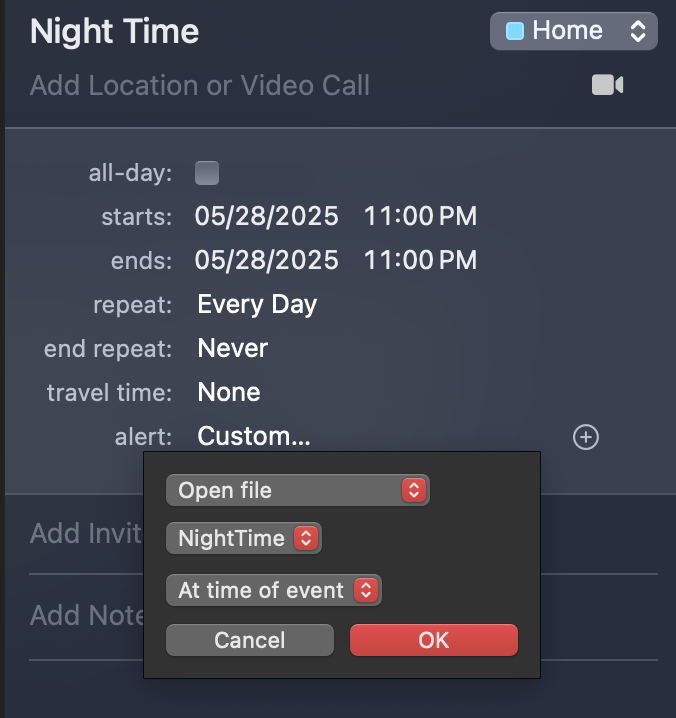 Night Time
Home
Add Location or Video Call
all-day:
starts: 05/28/2025 11:00 PM
ends: 05/28/2025 11:00 PM
repeat: Every Day
end repeat: Never
travel time: None
alert: Custom...
Open file
Add Invit
NightTime
At time of event
Add Note
Cancel OK